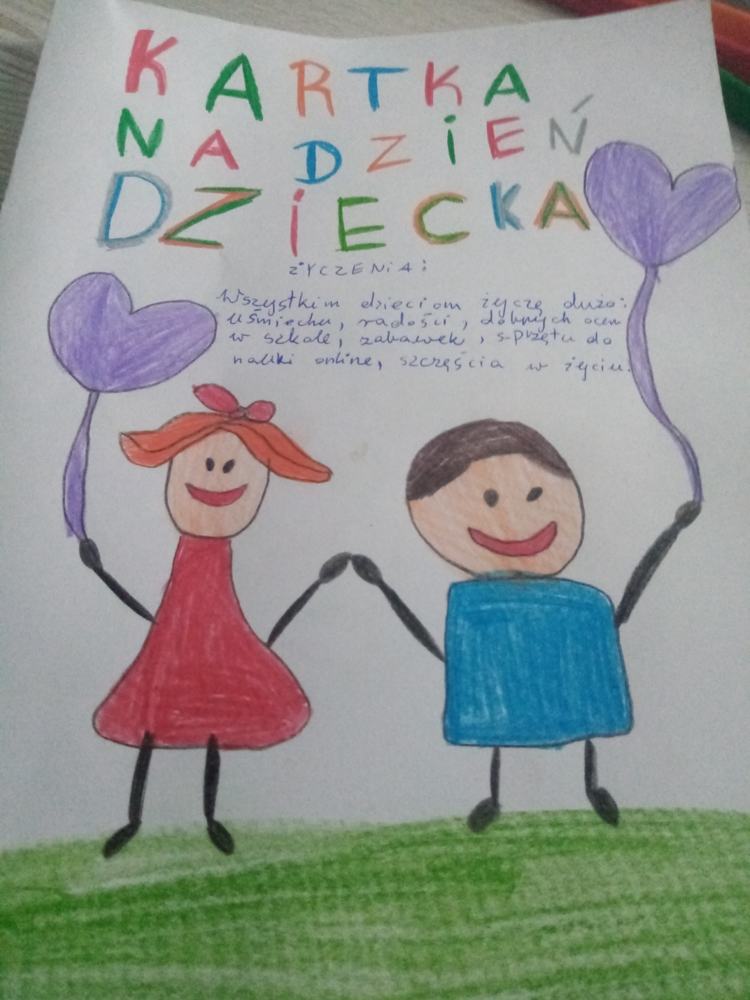 KARTKA
NA DZiEŃ
DZiECKA
ŻYCZENiA:
Wszystkim dzieciom życzę dużo:
uśmiechu, radości, dobrych ocen
w szkole, zabawek, sprzętu do
nauki online, szczęścia w życiu.